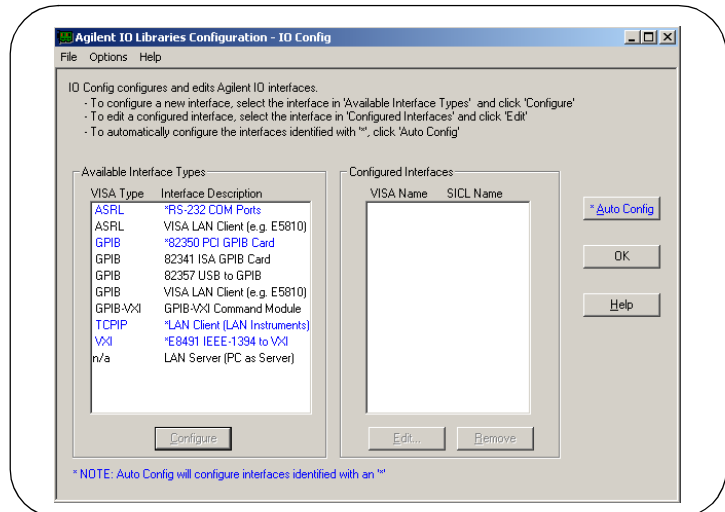 Agilent IO Libraries Configuration - IO Config
File Options Help
IO Config configures and edits Agilent IO interfaces.
- To configure a new interface, select the interface in 'Available Interface Types' and click 'Configure'
- To edit a configured interface, select the interface in 'Configured Interfaces' and click 'Edit'
- To automatically configure the interfaces identified with '*', click 'Auto Config'
Available Interface Types
VISA Type Interface Description
ASRL *RS-232 COM Ports
ASRL VISA LAN Client (e.g. E5810)
GPIB *82350 PCI GPIB Card
GPIB 82341 ISA GPIB Card
GPIB 82357 USB to GPIB
GPIB VISA LAN Client (e.g. E5810)
GPIB-VXI GPIB-VXI Command Module
TCPIP *LAN Client (LAN Instruments)
VXI *E8491 IEEE-1394 to VXI
n/a LAN Server (PC as Server)
Configure
Configured Interfaces
VISA Name SICL Name
Edit... Remove
* Auto Config
OK
Help
* NOTE: Auto Config will configure interfaces identified with an '*'